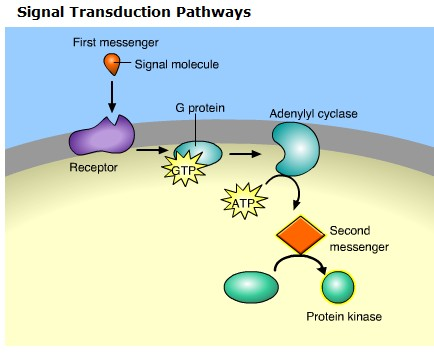 Signal Transduction Pathways
First messenger
Signal molecule
G protein
Adenylyl cyclase
Receptor
GTP
ATP
Second
messenger
Protein kinase